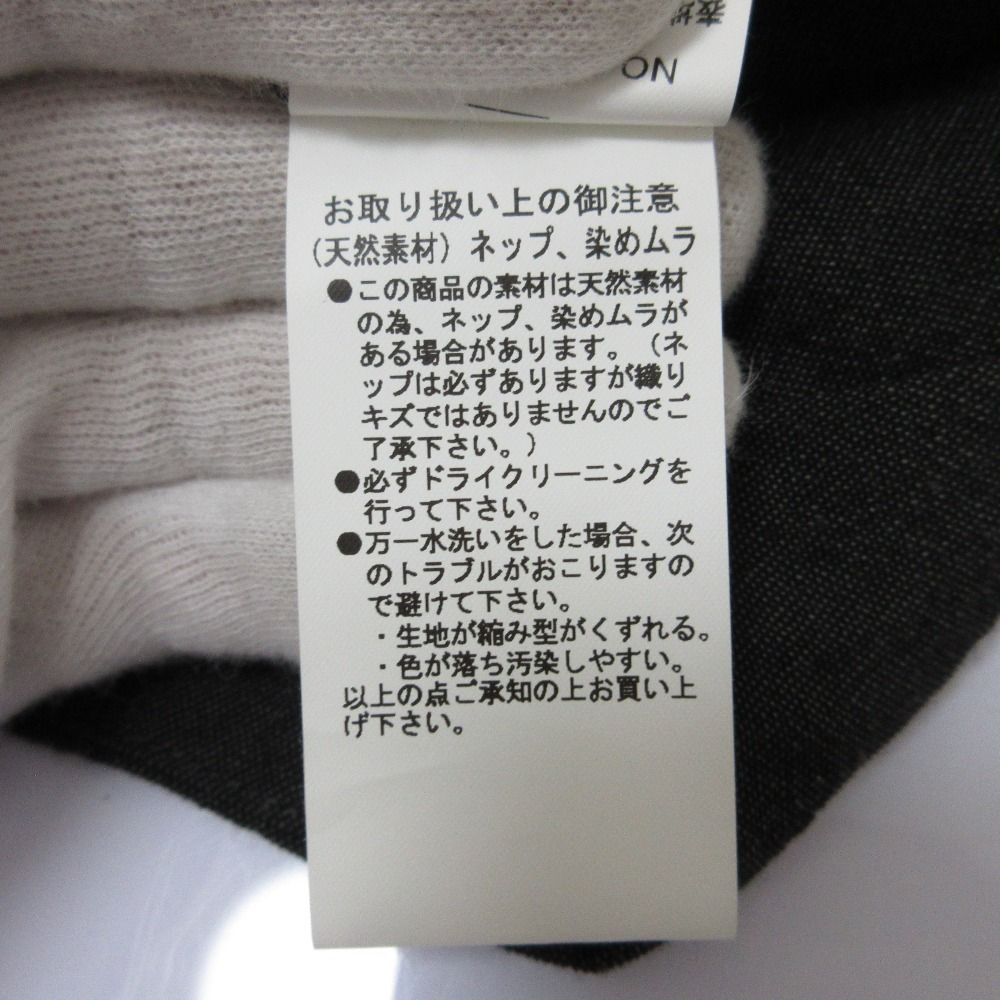 NO
お取り扱い上の御注意
(天然素材)ネップ、染めムラ
●この商品の素材は天然素材
の為、ネップ、染めムラが
ある場合があります。(ネ
ップは必ずありますが織り
キズではありませんのでご
了承下さい。)
●必ずドライクリーニングを
行って下さい。
●万一水洗いをした場合、次
のトラブルがおこりますの
で避けて下さい。
・生地が縮み型がくずれる。
・色が落ち汚染しやすい。
以上の点ご承知の上お買い上
げ下さい。